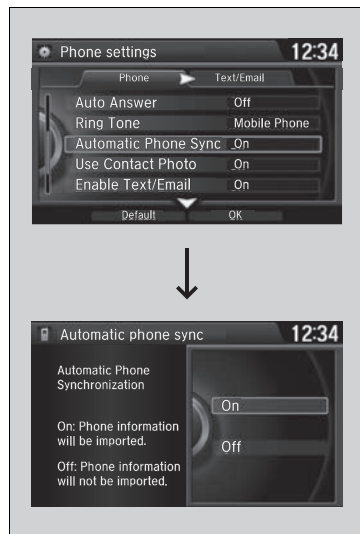 Phone settings 12:34
Phone Text/Email
Auto Answer Off
Ring Tone Mobile Phone
Automatic Phone Sync On
Use Contact Photo On
Enable Text/Email On
Default OK
Automatic phone sync 12:34
Automatic Phone
Synchronization
On: Phone information
will be imported.
Off: Phone information
will not be imported.
On
Off